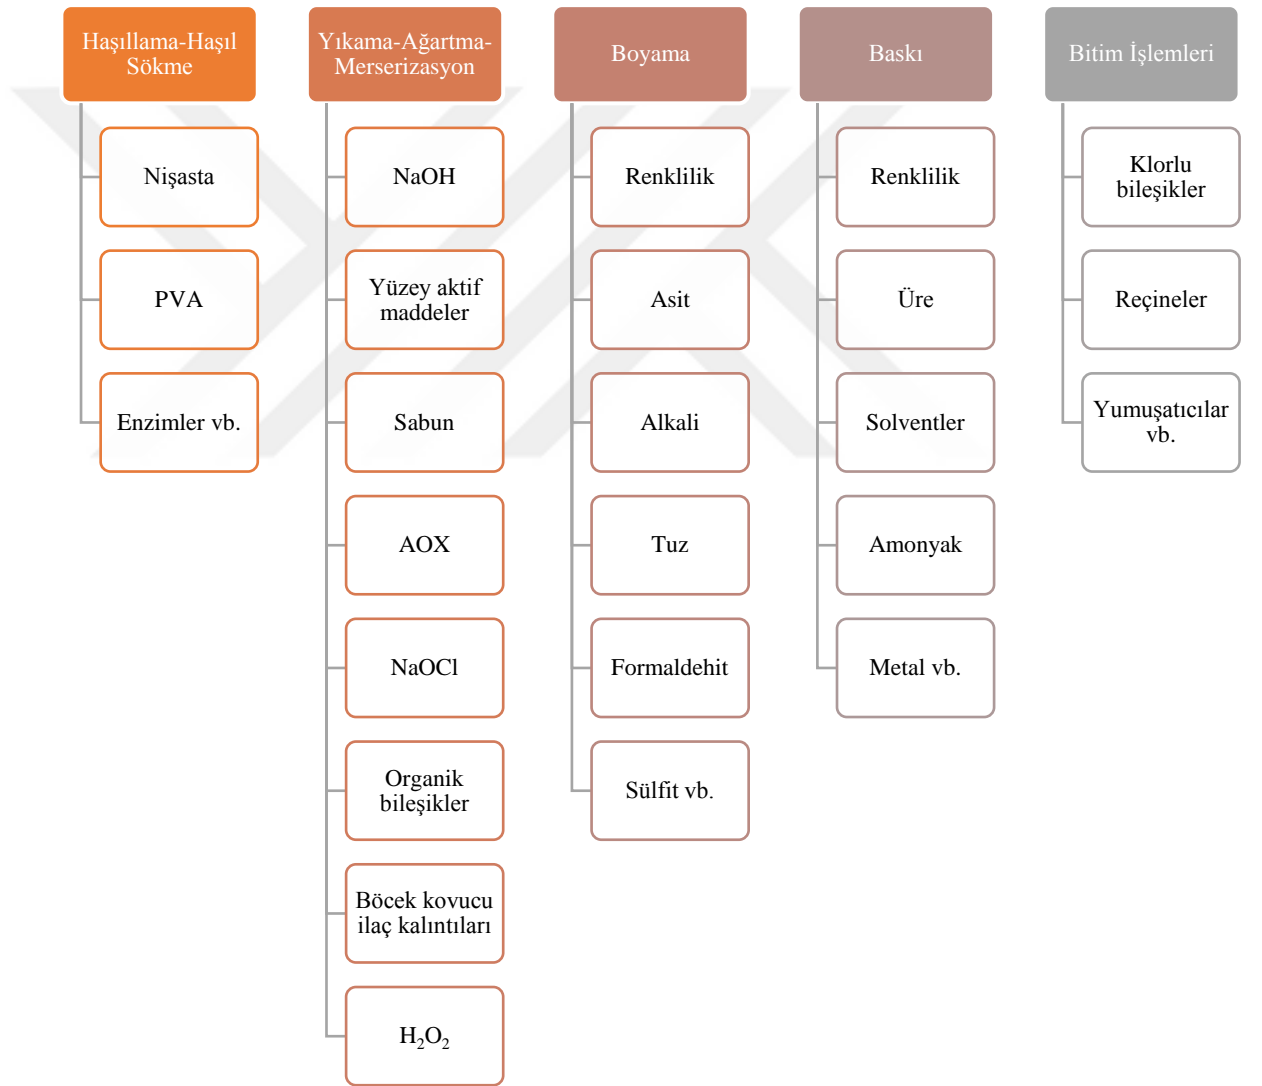 Haşıllama-Haşıl
Sökme
Nişasta
PVA
Enzimler vb.
Yıkama-Ağartma-
Merserizasyon
NaOH
Yüzey aktif
maddeler
Sabun
AOX
NaOCl
Organik
bileşikler
Böcek kovucu
ilaç kalıntıları
H₂O₂
Boyama
Renklilik
Asit
Alkali
Tuz
Formaldehit
Sülfit vb.
Baskı
Renklilik
Üre
Solventler
Amonyak
Metal vb.
Bitim İşlemleri
Klorlu
bileşikler
Reçineler
Yumuşatıcılar
vb.